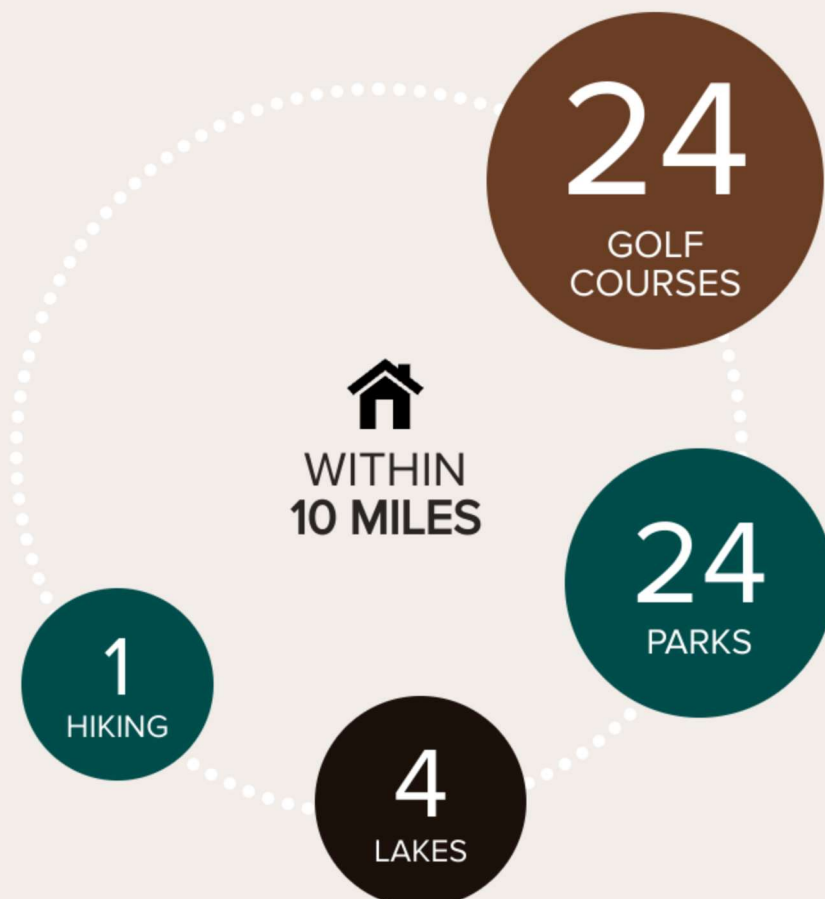 24
GOLF
COURSES
WITHIN
10 MILES
24
PARKS
1
HIKING
4
LAKES